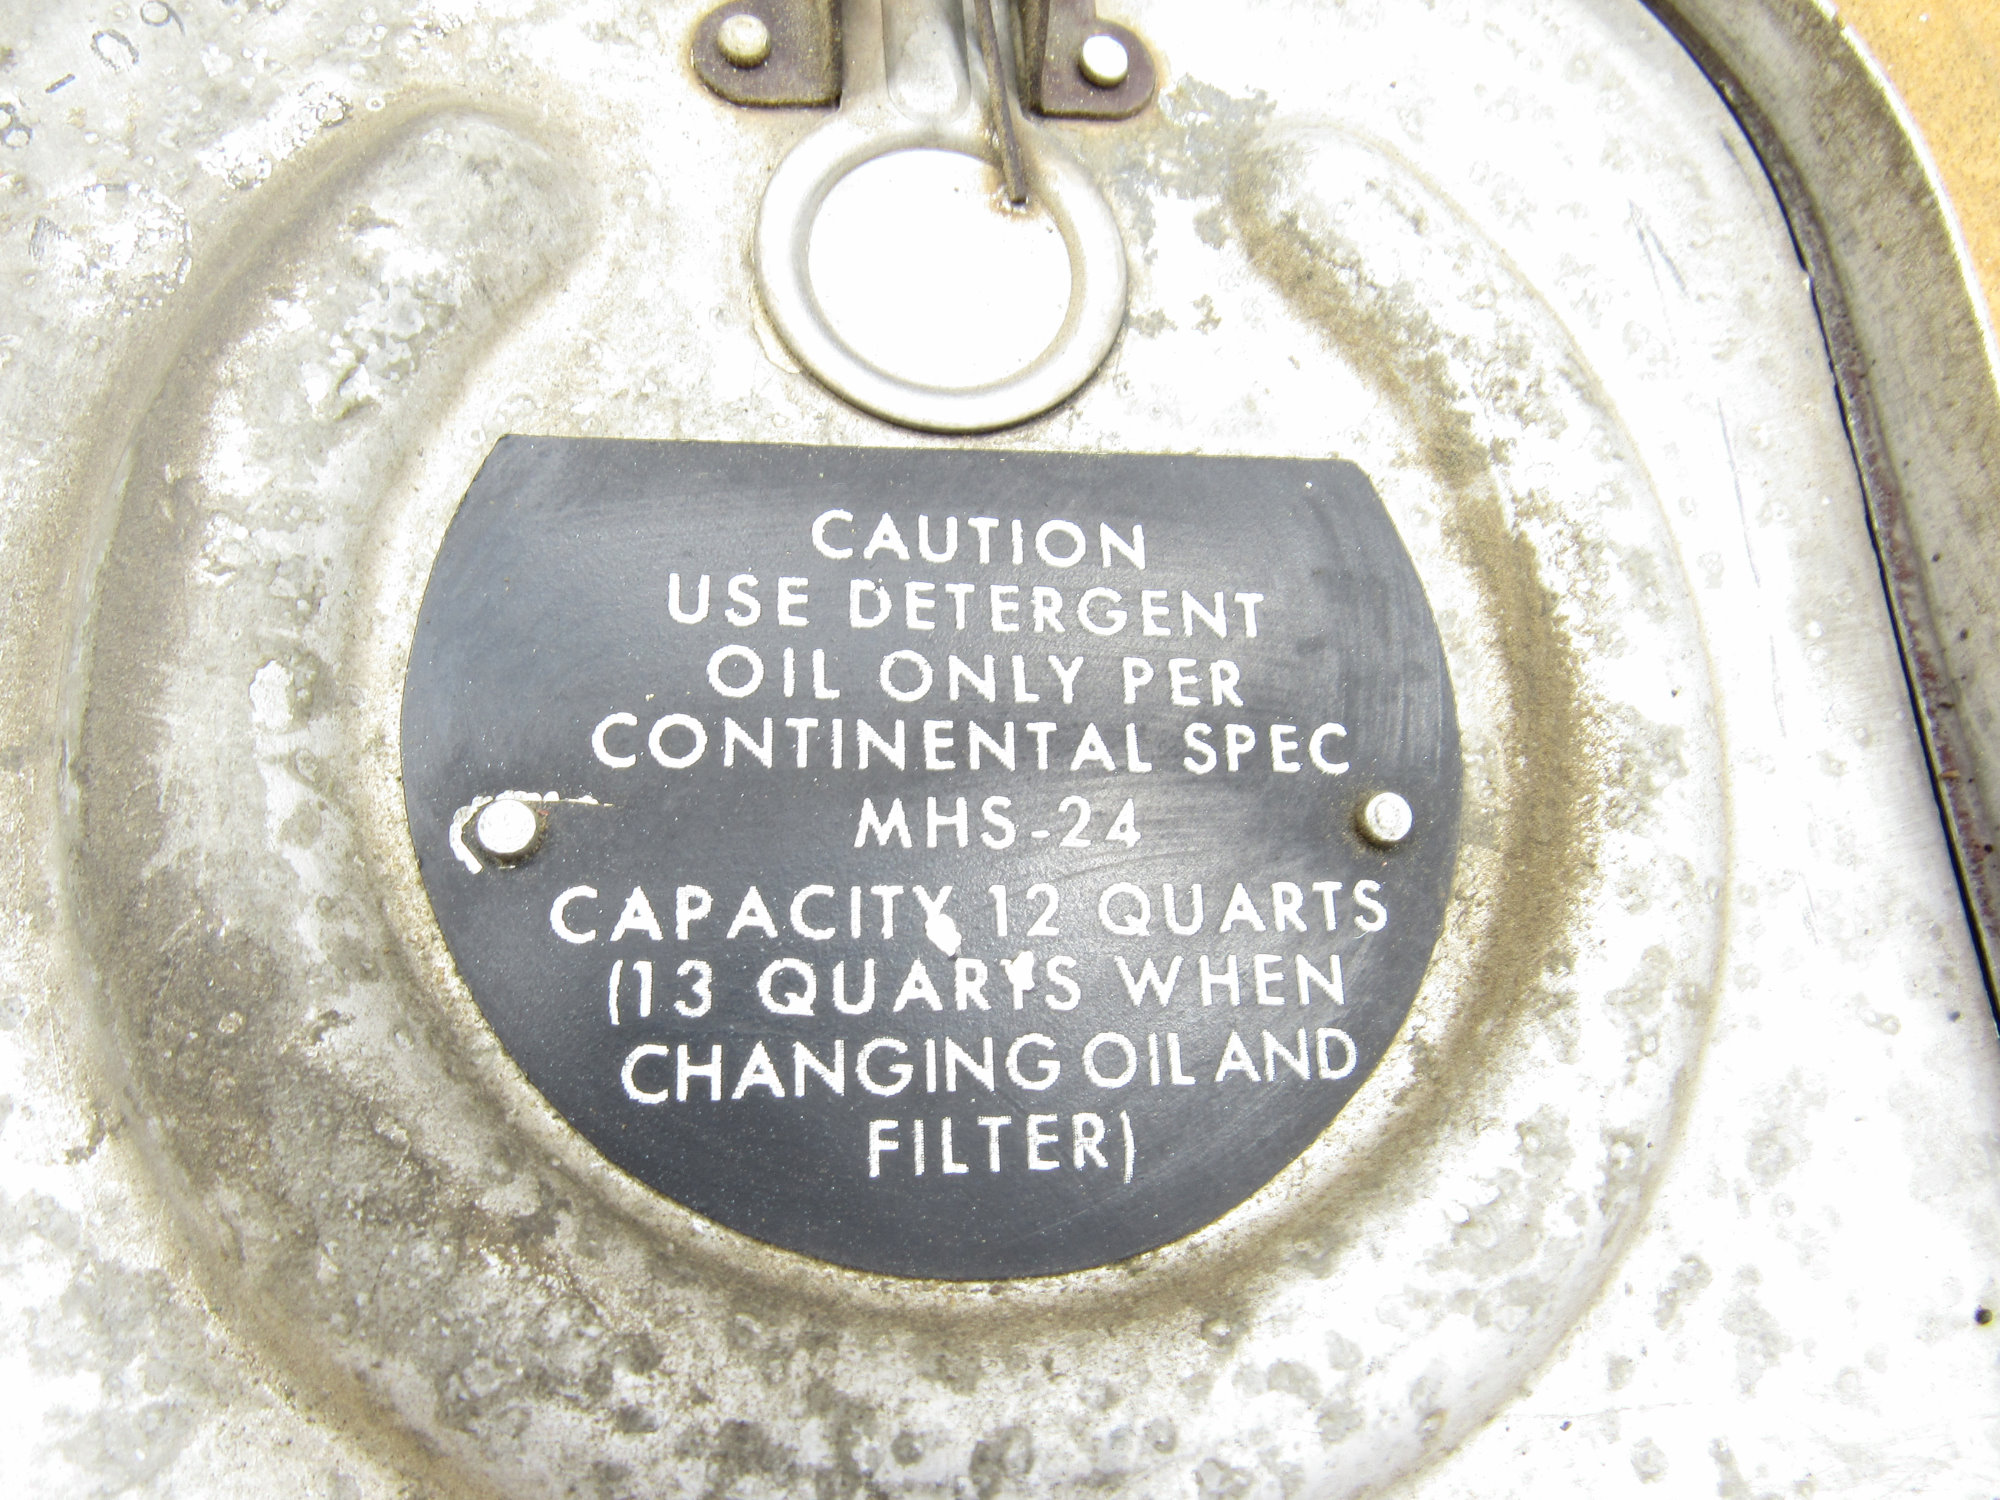 CAUTION
USE DETERGENT
OIL ONLY PER
CONTINENTAL SPEC
MHS-24
CAPACITY 12 QUARTS
(13 QUARTS WHEN
CHANGING OIL AND
FILTER)